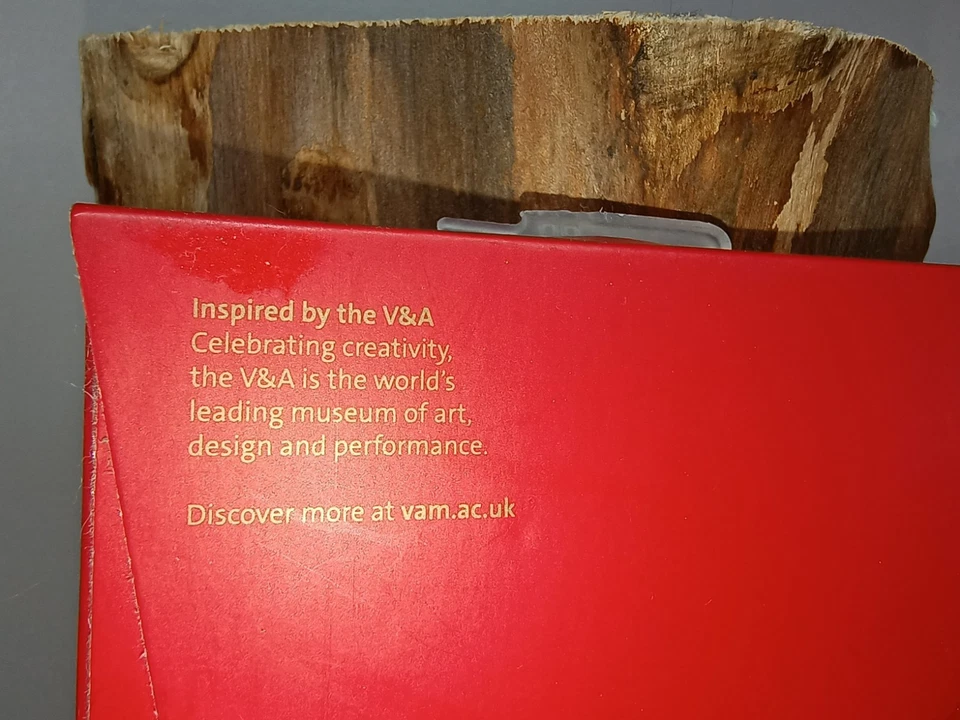 Inspired by the V&A
Celebrating creativity,
the V&A is the world's
leading museum of art,
design and performance.
Discover more at vam.ac.uk